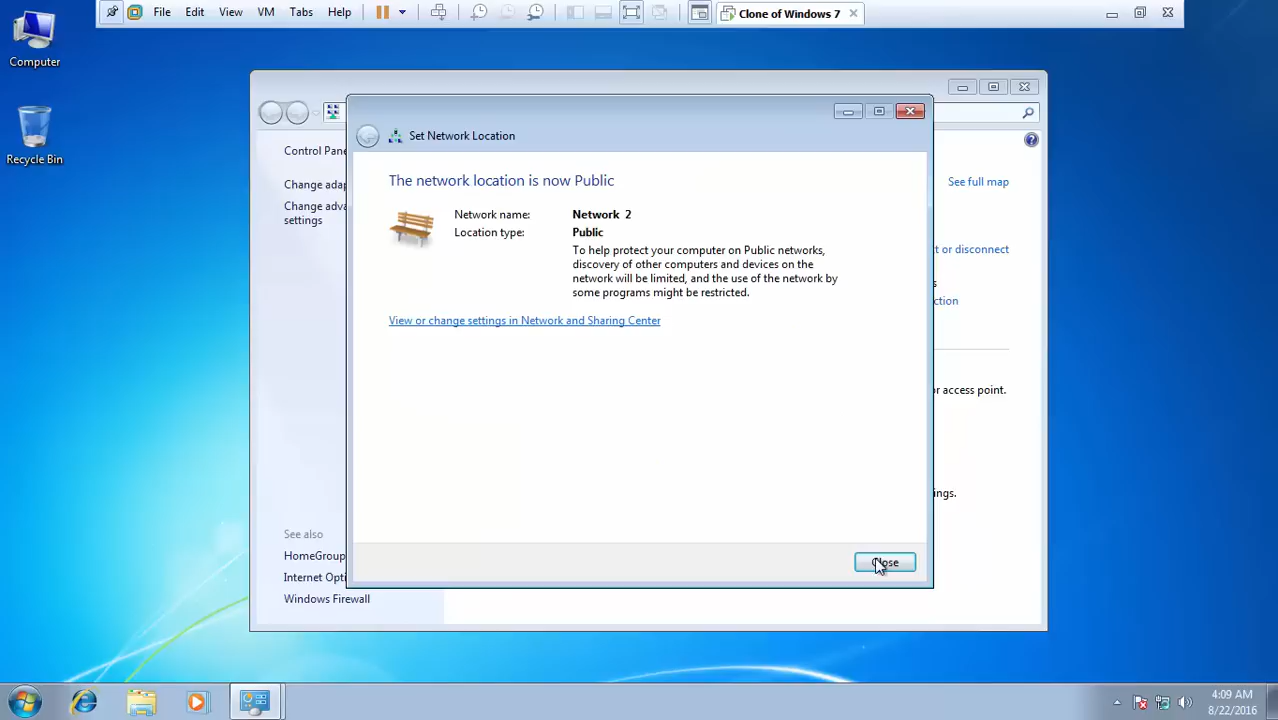 File Edit View VM Tabs Help Clone of Windows 7
Computer
Recycle Bin
Control Pane
Change adap
Change adva
settings
See full map
t or disconnect
s
ction
or access point.
ings.
See also
HomeGroup
Internet Opti
Windows Firewall
Set Network Location
The network location is now Public
Network name: Network 2
Location type: Public
To help protect your computer on Public networks,
discovery of other computers and devices on the
network will be limited, and the use of the network by
some programs might be restricted.
View or change settings in Network and Sharing Center
Close
4:09 AM
8/22/2016